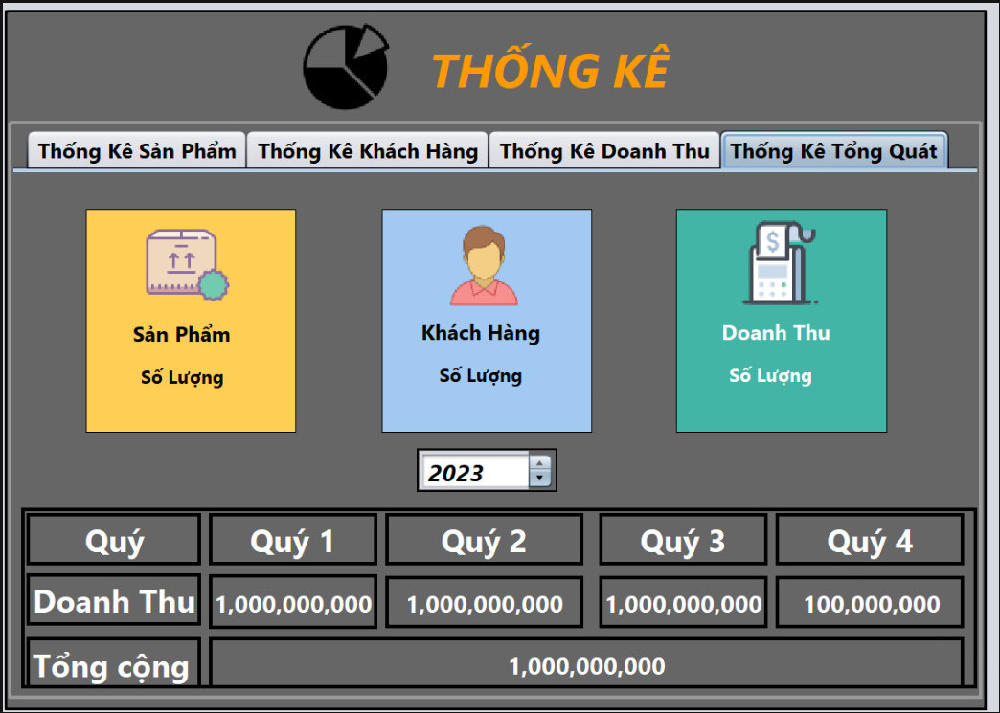 THỐNG KÊ
Thống Kê Sản Phẩm Thống Kê Khách Hàng Thống Kê Doanh Thu Thống Kê Tổng Quát
$
Sản Phẩm Khách Hàng Doanh Thu
Số Lượng Số Lượng Số Lượng
2023
Quý Quý 1 Quý 2 Quý 3 Quý 4
Doanh Thu 1,000,000,000 1,000,000,000 1,000,000,000 100,000,000
Tổng cộng 1,000,000,000